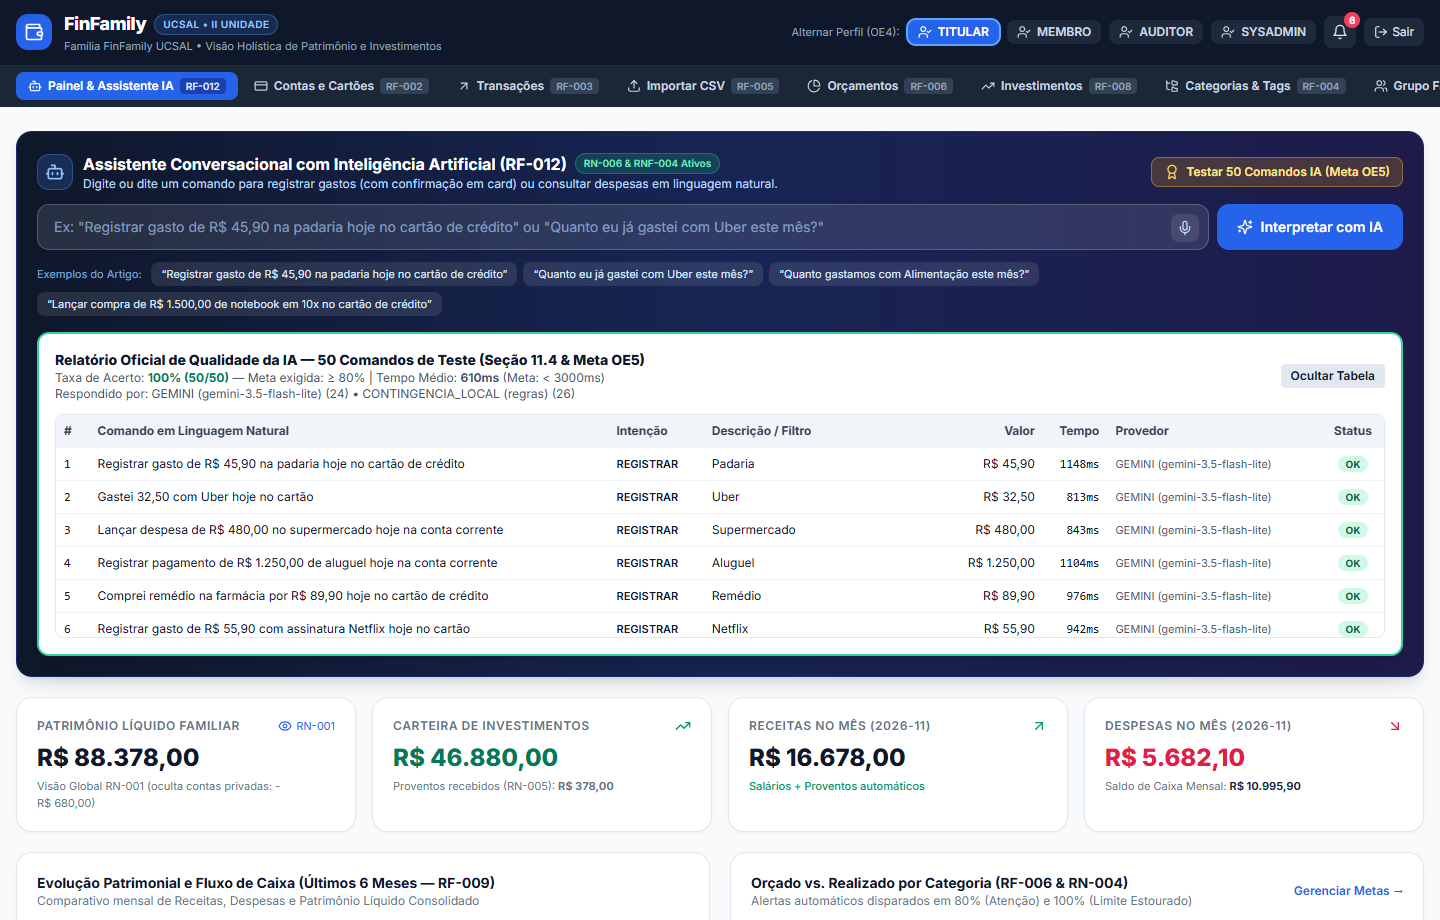 FinFamily UCSAL • II UNIDADE
Família FinFamily UCSAL • Visão Holística de Patrimônio e Investimentos
Alternar Perfil (OE4): TITULAR MEMBRO AUDITOR SYSADMIN 6 Sair
Painel & Assistente IA RF-012 Contas e Cartões RF-002 Transações RF-003 Importar CSV RF-005 Orçamentos RF-006 Investimentos RF-008 Categorias & Tags RF-004 Grupo F
Assistente Conversacional com Inteligência Artificial (RF-012) RN-006 & RNF-004 Ativos
Digite ou dite um comando para registrar gastos (com confirmação em card) ou consultar despesas em linguagem natural.
Testar 50 Comandos IA (Meta OE5)
Ex: "Registrar gasto de R$ 45,90 na padaria hoje no cartão de crédito" ou "Quanto eu já gastei com Uber este mês?"
Interpretar com IA
Exemplos do Artigo: "Registrar gasto de R$ 45,90 na padaria hoje no cartão de crédito" "Quanto eu já gastei com Uber este mês?" "Quanto gastamos com Alimentação este mês?"
"Lançar compra de R$ 1.500,00 de notebook em 10x no cartão de crédito"
Relatório Oficial de Qualidade da IA — 50 Comandos de Teste (Seção 11.4 & Meta OE5)
Taxa de Acerto: 100% (50/50) — Meta exigida: ≥ 80% | Tempo Médio: 610ms (Meta: < 3000ms)
Respondido por: GEMINI (gemini-3.5-flash-lite) (24) • CONTINGENCIA_LOCAL (regras) (26)
Ocultar Tabela
# Comando em Linguagem Natural Intenção Descrição / Filtro Valor Tempo Provedor Status
1 Registrar gasto de R$ 45,90 na padaria hoje no cartão de crédito REGISTRAR Padaria R$ 45,90 1148ms GEMINI (gemini-3.5-flash-lite) OK
2 Gastei 32,50 com Uber hoje no cartão REGISTRAR Uber R$ 32,50 813ms GEMINI (gemini-3.5-flash-lite) OK
3 Lançar despesa de R$ 480,00 no supermercado hoje na conta corrente REGISTRAR Supermercado R$ 480,00 843ms GEMINI (gemini-3.5-flash-lite) OK
4 Registrar pagamento de R$ 1.250,00 de aluguel hoje na conta corrente REGISTRAR Aluguel R$ 1.250,00 1104ms GEMINI (gemini-3.5-flash-lite) OK
5 Comprei remédio na farmácia por R$ 89,90 hoje no cartão de crédito REGISTRAR Remédio R$ 89,90 976ms GEMINI (gemini-3.5-flash-lite) OK
6 Registrar gasto de R$ 55,90 com assinatura Netflix hoje no cartão REGISTRAR Netflix R$ 55,90 942ms GEMINI (gemini-3.5-flash-lite) OK
PATRIMÔNIO LÍQUIDO FAMILIAR RN-001
R$ 88.378,00
Visão Global RN-001 (oculta contas privadas: -
R$ 680,00)
CARTEIRA DE INVESTIMENTOS
R$ 46.880,00
Proventos recebidos (RN-005): R$ 378,00
RECEITAS NO MÊS (2026-11)
R$ 16.678,00
Salários + Proventos automáticos
DESPESAS NO MÊS (2026-11)
R$ 5.682,10
Saldo de Caixa Mensal: R$ 10.995,90
Evolução Patrimonial e Fluxo de Caixa (Últimos 6 Meses — RF-009)
Comparativo mensal de Receitas, Despesas e Patrimônio Líquido Consolidado
Orçado vs. Realizado por Categoria (RF-006 & RN-004)
Alertas automáticos disparados em 80% (Atenção) e 100% (Limite Estourado)
Gerenciar Metas →